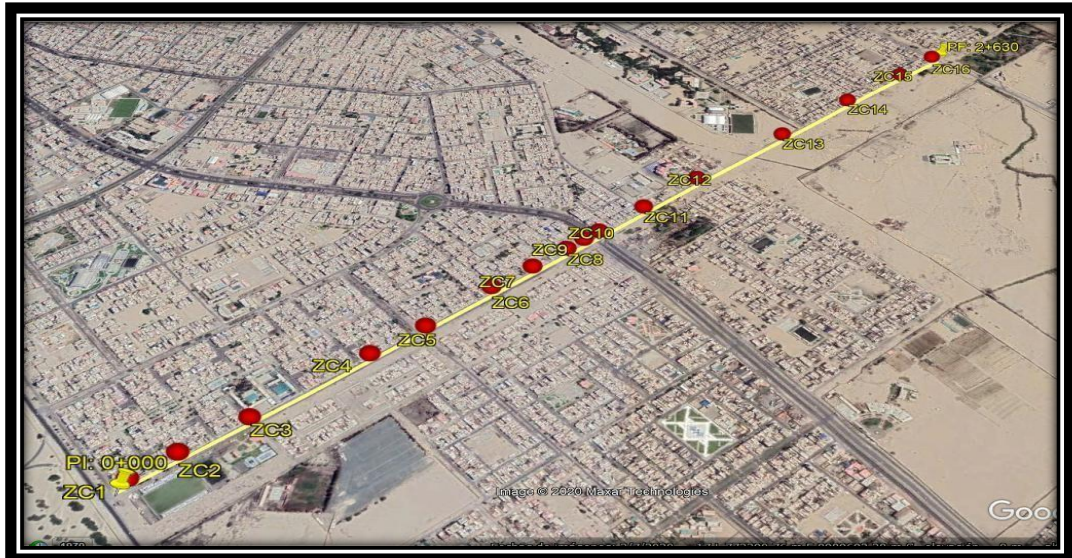 PF: 2+630
ZC16
ZC15
ZC14
ZC13
ZC12
ZC11
ZC10
ZC9
ZC8
ZC7
ZC6
ZC5
ZC4
ZC3
ZC2
PI: 0+000
ZC1
Image © 2020 Maxar Technologies
Goo